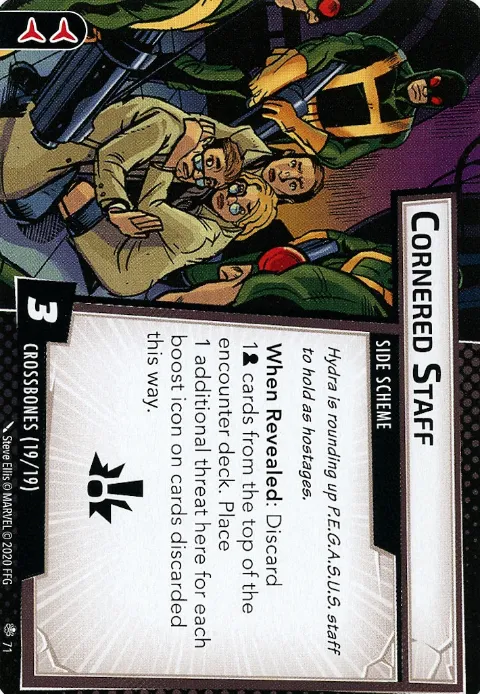 CORNERED STAFF
SIDE SCHEME
Hydra is rounding up P.E.G.A.S.U.S. staff
to hold as hostages.
When Revealed: Discard
1 cards from the top of the
encounter deck. Place
1 additional threat here for each
boost icon on cards discarded
this way.
3
CROSSBONES (19/19)
Steve Ellis © MARVEL © 2020 FFG
71